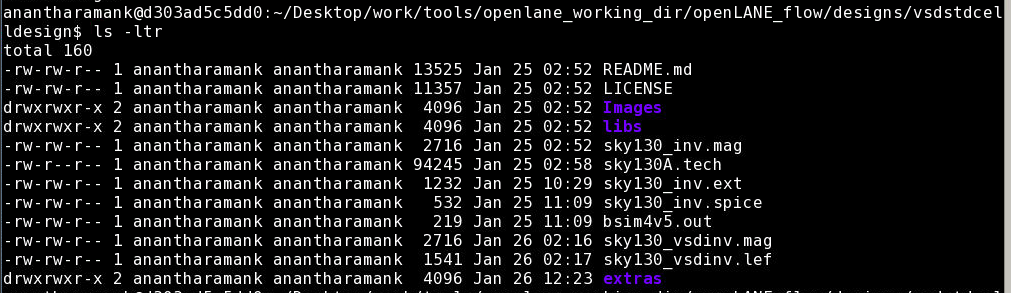 anantharamank@d303ad5c5dd0:~/Desktop/work/tools/openlane_working_dir/openLANE_flow/designs/vsdstdcel
ldesign$ ls -ltr
total 160
-rw-rw-r-- 1 anantharamank anantharamank 13525 Jan 25 02:52 README.md
-rw-rw-r-- 1 anantharamank anantharamank 11357 Jan 25 02:52 LICENSE
drwxrwxr-x 2 anantharamank anantharamank  4096 Jan 25 02:52 Images
drwxrwxr-x 2 anantharamank anantharamank  4096 Jan 25 02:52 libs
-rw-rw-r-- 1 anantharamank anantharamank  2716 Jan 25 02:52 sky130_inv.mag
-rw-r--r-- 1 anantharamank anantharamank 94245 Jan 25 02:58 sky130A.tech
-rw-rw-r-- 1 anantharamank anantharamank  1232 Jan 25 10:29 sky130_inv.ext
-rw-rw-r-- 1 anantharamank anantharamank   532 Jan 25 11:09 sky130_inv.spice
-rw-rw-r-- 1 anantharamank anantharamank   219 Jan 25 11:09 bsim4v5.out
-rw-rw-r-- 1 anantharamank anantharamank  2716 Jan 26 02:16 sky130_vsdinv.mag
-rw-rw-r-- 1 anantharamank anantharamank  1541 Jan 26 02:17 sky130_vsdinv.lef
drwxrwxr-x 2 anantharamank anantharamank  4096 Jan 26 12:23 extras